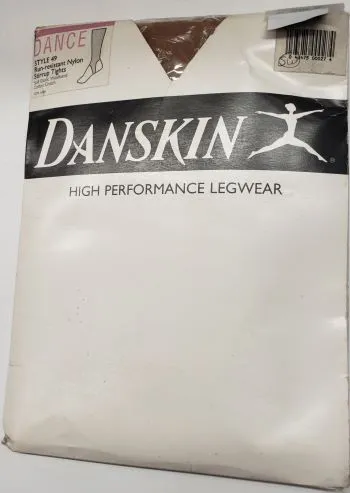 DANCE
STYLE 49
Run-resistant Nylon
Stirrup Tights
DANSKIN
®
HIGH PERFORMANCE LEGWEAR